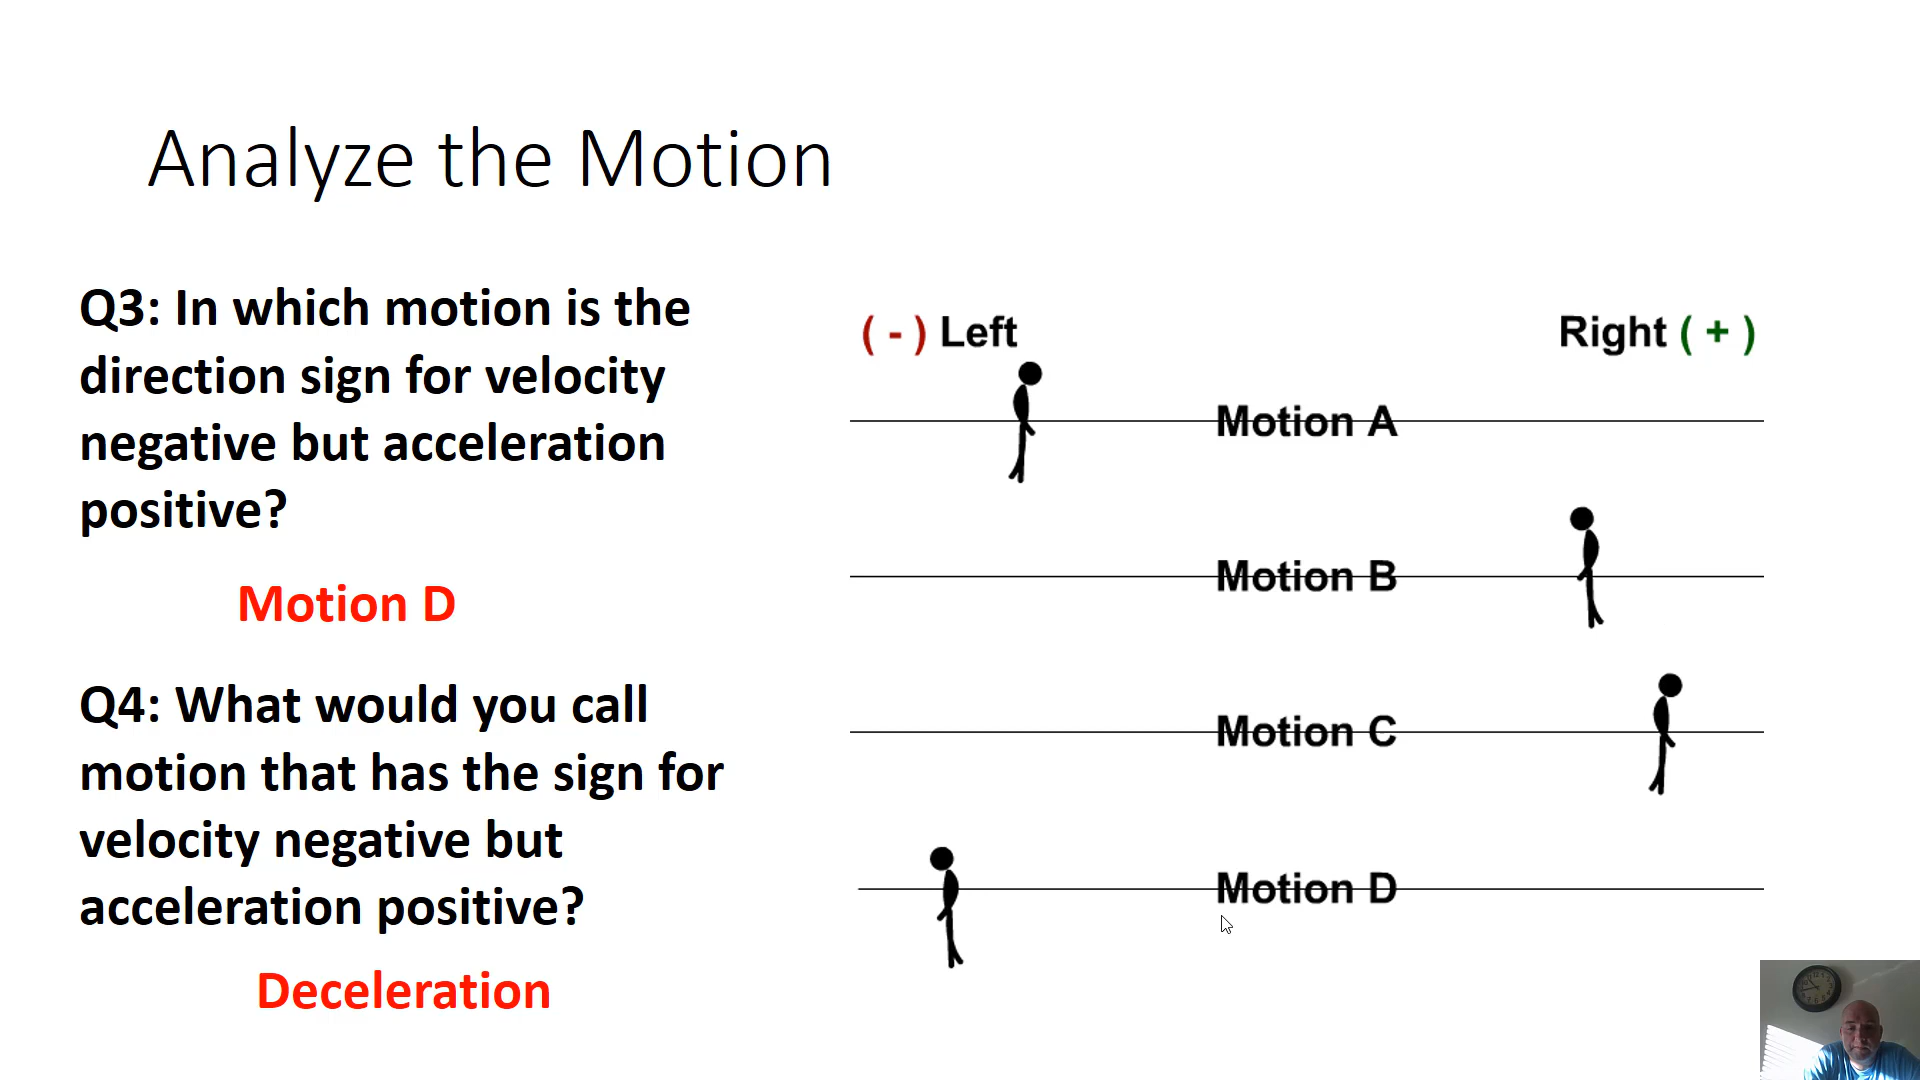 Analyze the Motion
Q3: In which motion is the
direction sign for velocity
negative but acceleration
positive?
Motion D
Q4: What would you call
motion that has the sign for
velocity negative but
acceleration positive?
Deceleration
( - ) Left
Right ( + )
Motion A
Motion B
Motion C
Motion D